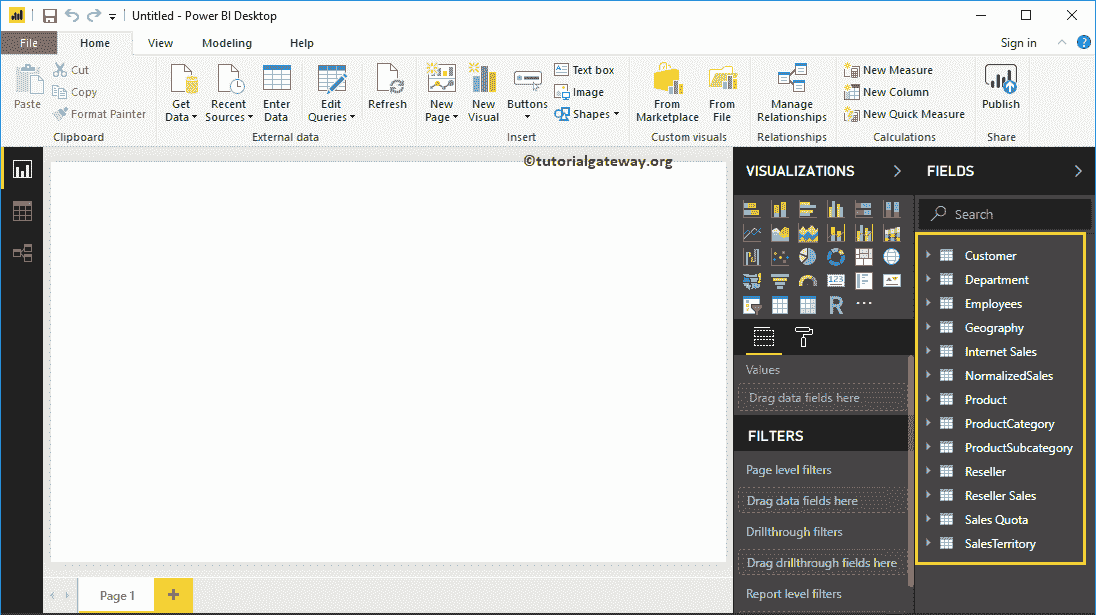 Untitled - Power BI Desktop
File Home View Modeling Help Sign in
Paste
Cut
Copy
Format Painter
Clipboard
Get Data
Recent Sources
Enter Data
Edit Queries
External data
Refresh
New Page
New Visual
Buttons
Text box
Image
Shapes
Insert
From Marketplace
From File
Custom visuals
Manage Relationships
Relationships
New Measure
New Column
New Quick Measure
Calculations
Publish
Share
©tutorialgateway.org
VISUALIZATIONS
123
R
Values
Drag data fields here
FILTERS
Page level filters
Drag data fields here
Drillthrough filters
Drag drillthrough fields here
Report level filters
FIELDS
Search
Customer
Department
Employees
Geography
Internet Sales
NormalizedSales
Product
ProductCategory
ProductSubcategory
Reseller
Reseller Sales
Sales Quota
SalesTerritory
Page 1